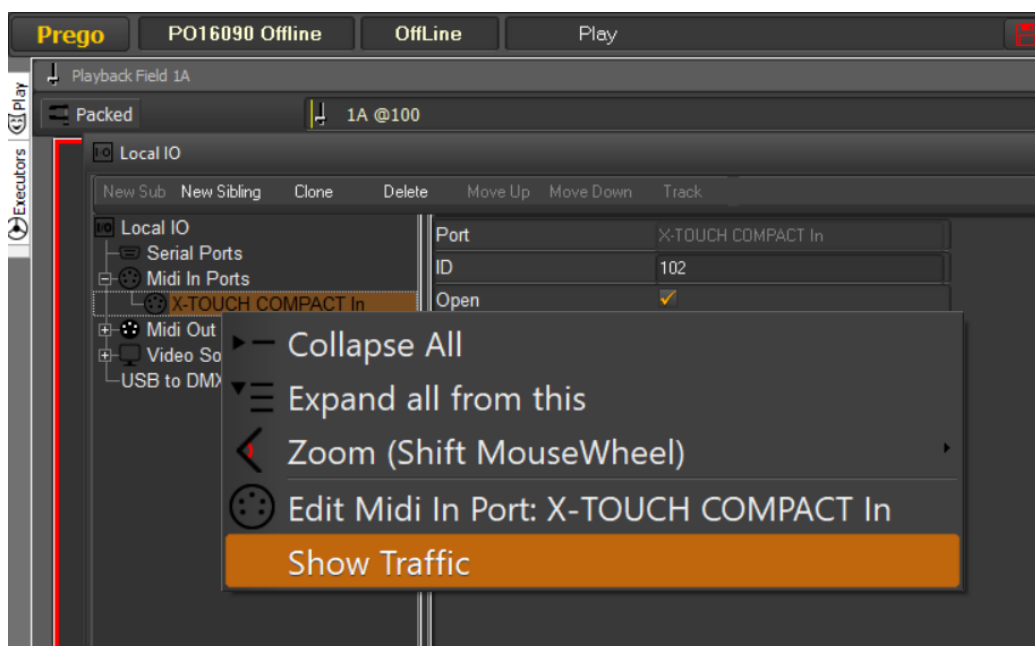 Prego PO16090 Offline OffLine Play
Playback Field 1A
Play
Packed 1A @100
Executors
Local IO
New Sub New Sibling Clone Delete Move Up Move Down Track
Local IO
Serial Ports
Midi In Ports
X-TOUCH COMPACT In
Midi Out
Video So
USB to DMX
Port X-TOUCH COMPACT In
ID 102
Open
Collapse All
Expand all from this
Zoom (Shift MouseWheel)
Edit Midi In Port: X-TOUCH COMPACT In
Show Traffic